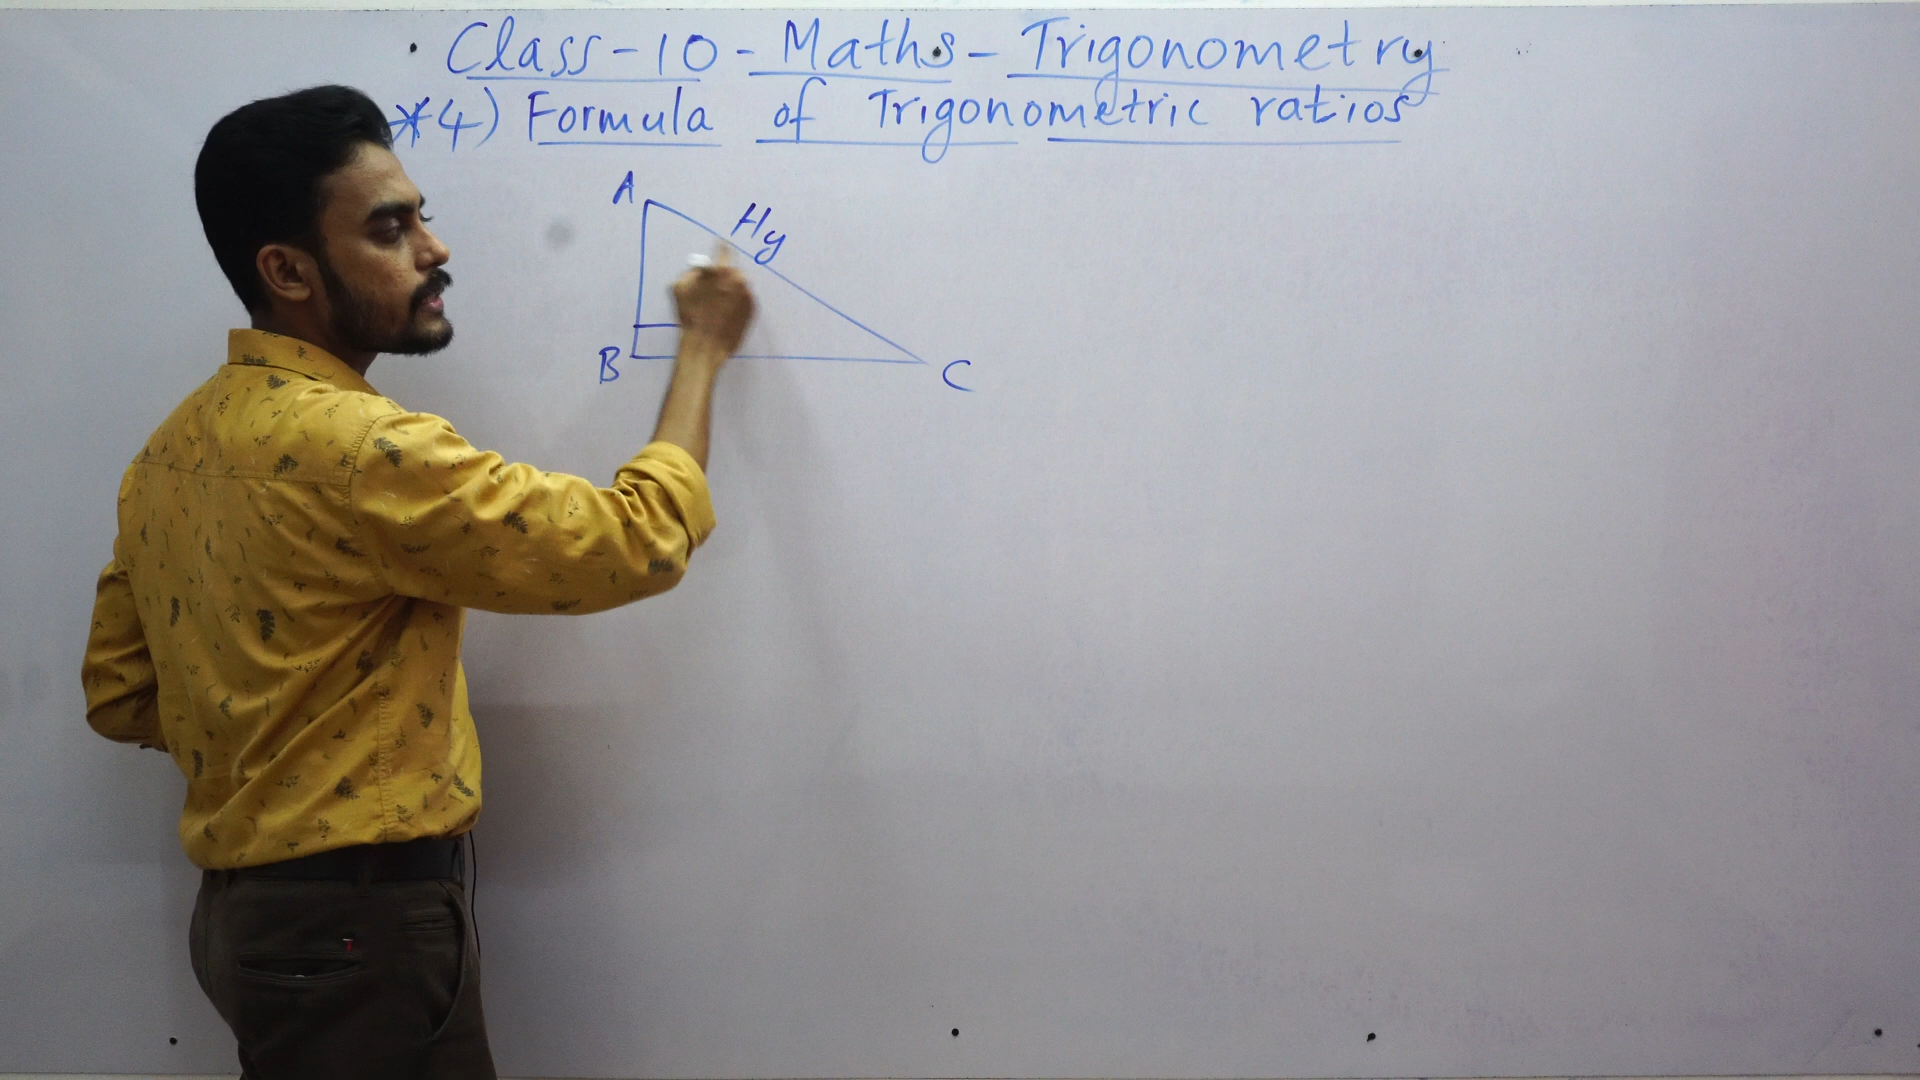 Class-10 - Maths - Trigonometry
*4) Formula of Trigonometric ratios
A
Hy
B
C